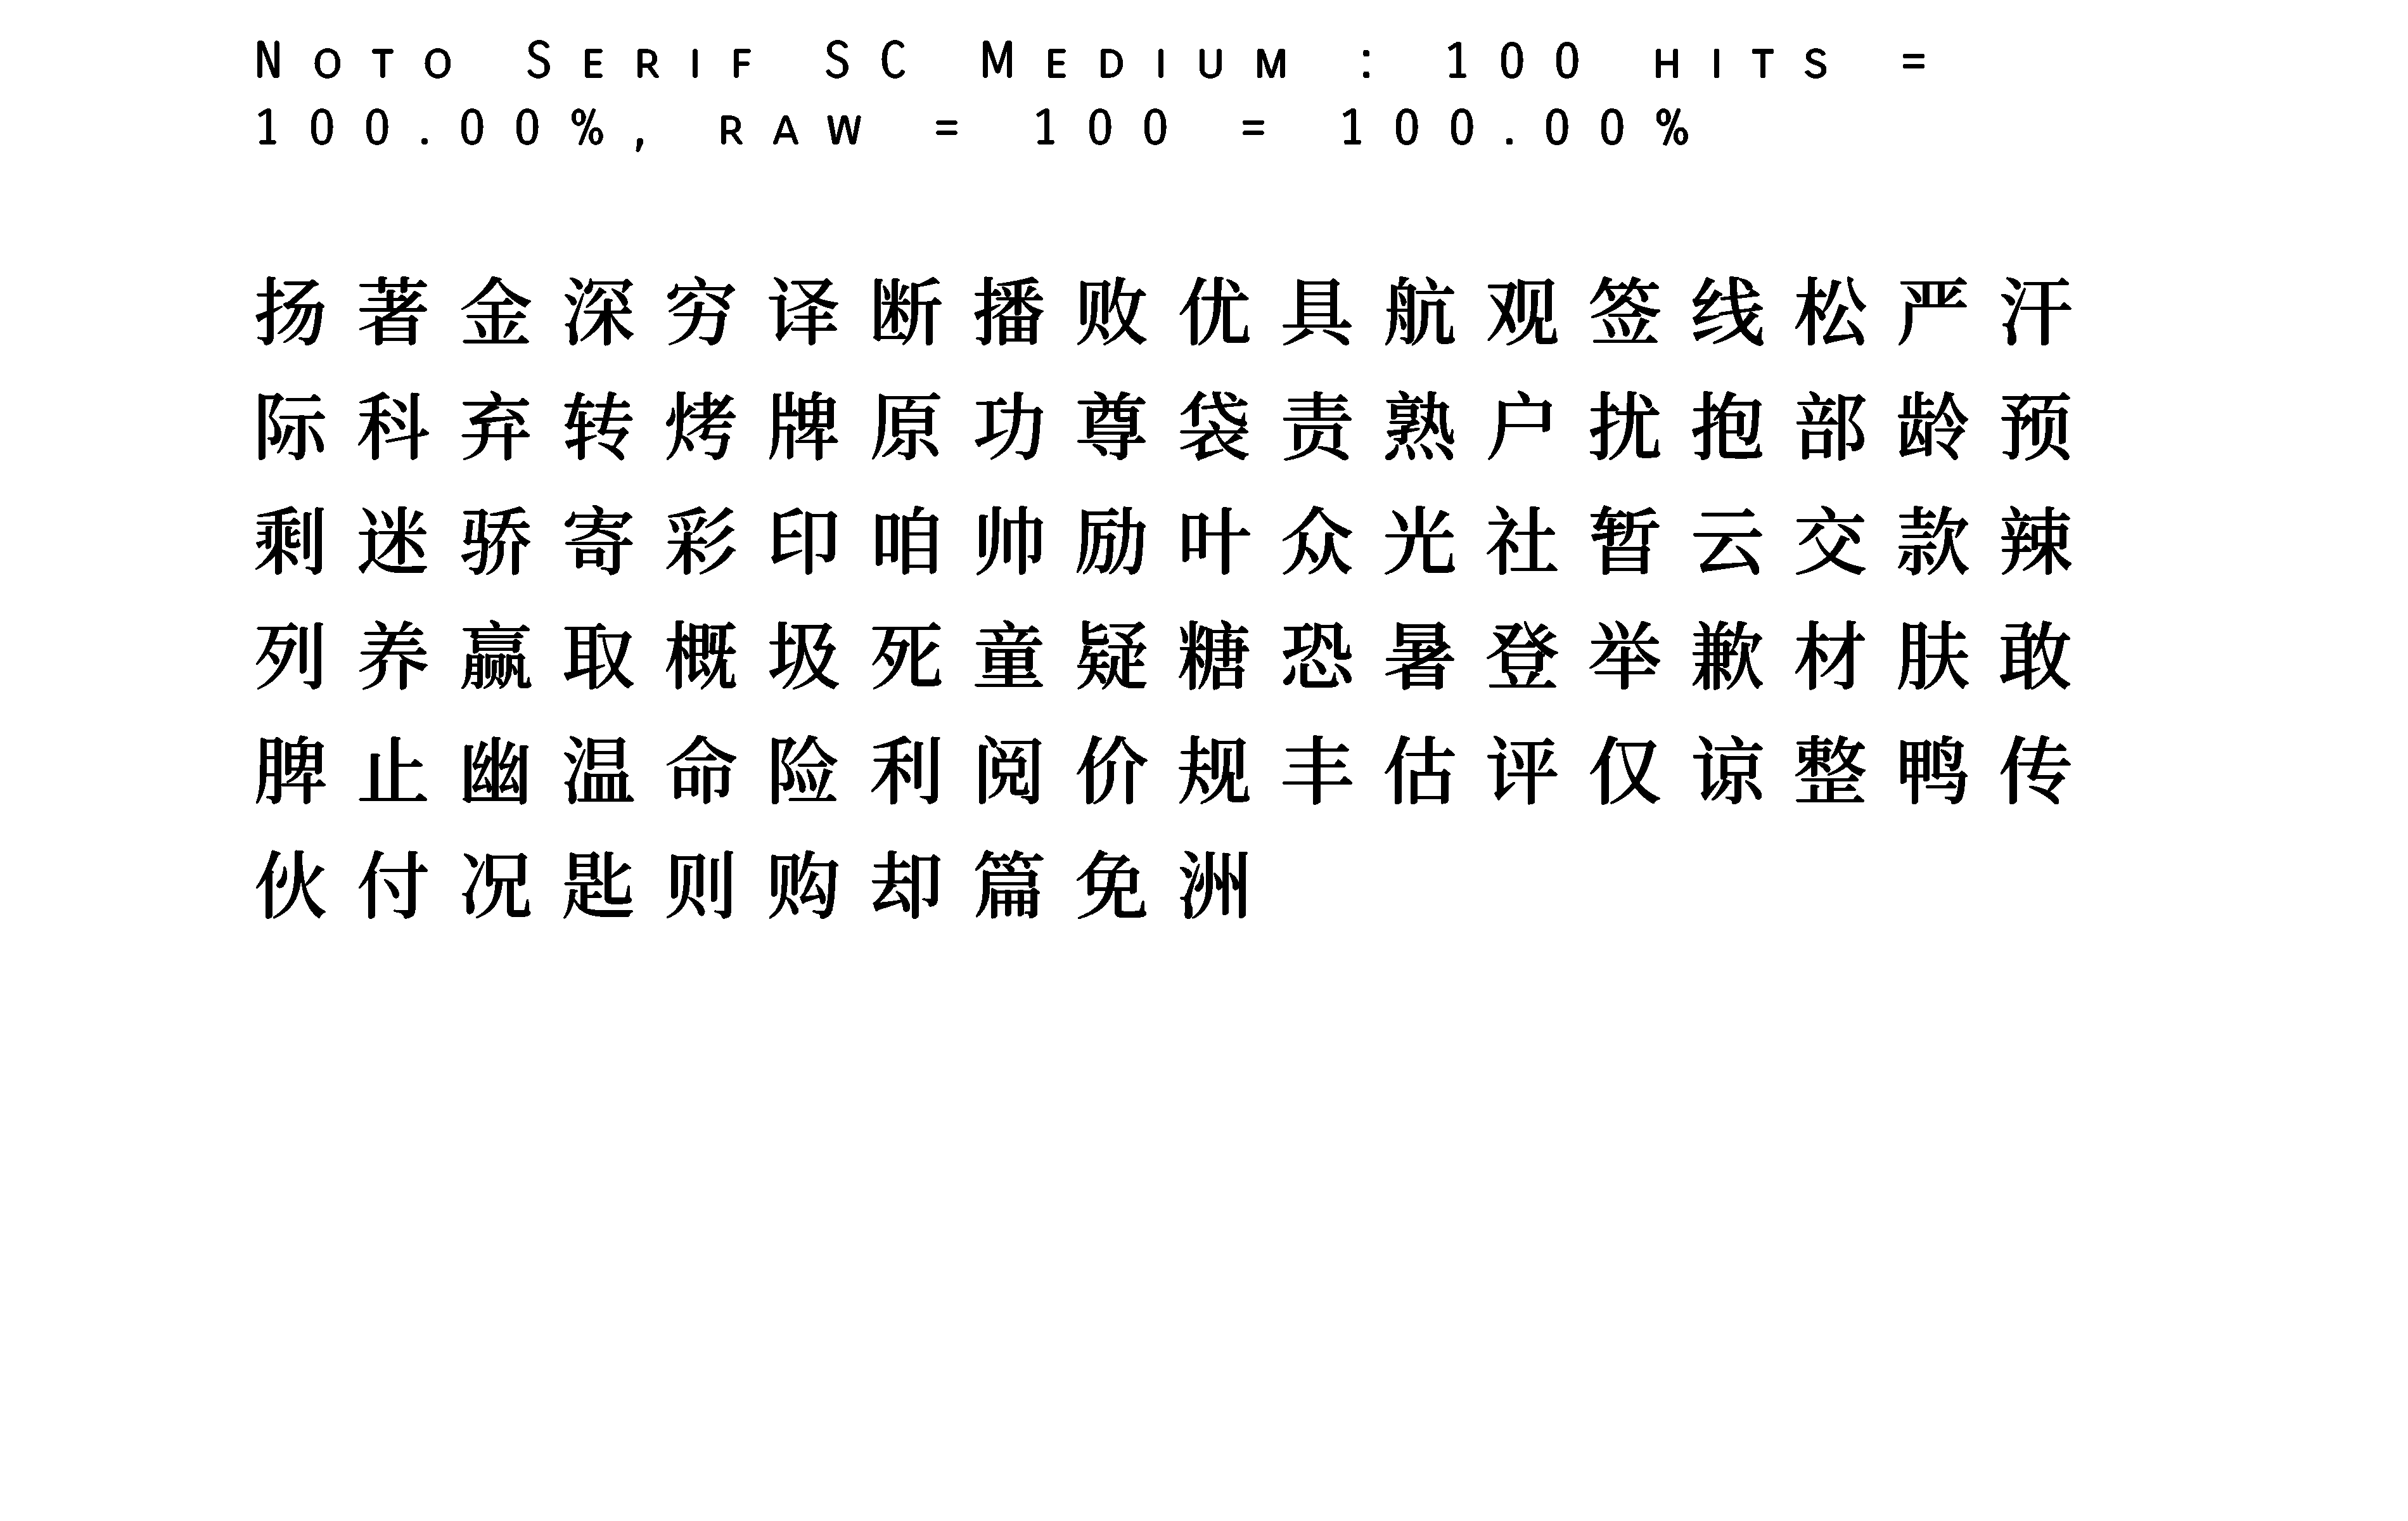 Noto Serif SC Medium : 100 hits =
100.00%, raw = 100 = 100.00%
扬著金深穷译断播败优具航观签线松严汗
际科弃转烤牌原功尊袋责熟户扰抱部龄预
剩迷骄寄彩印咱帅励叶众光社暂云交款辣
列养赢取概圾死童疑糖恐暑登举歉材肤敢
脾止幽温命险利阅价规丰估评仅谅整鸭传
伙付况匙则购却篇免洲